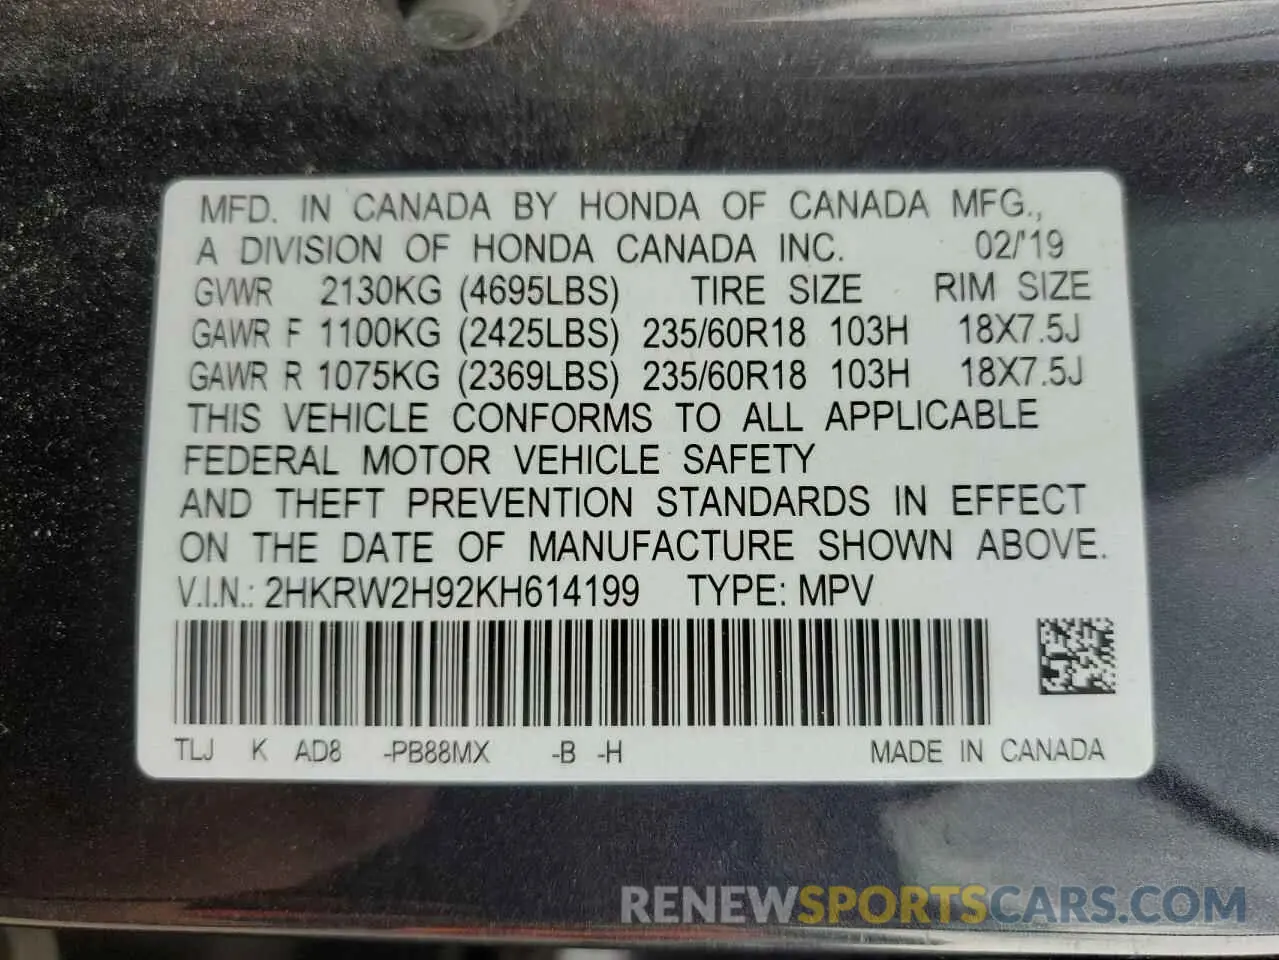 MFD. IN CANADA BY HONDA OF CANADA MFG.,
A DIVISION OF HONDA CANADA INC. 02/'19
GVWR 2130KG (4695LBS) TIRE SIZE RIM SIZE
GAWR F 1100KG (2425LBS) 235/60R18 103H 18X7.5J
GAWR R 1075KG (2369LBS) 235/60R18 103H 18X7.5J
THIS VEHICLE CONFORMS TO ALL APPLICABLE
FEDERAL MOTOR VEHICLE SAFETY
AND THEFT PREVENTION STANDARDS IN EFFECT
ON THE DATE OF MANUFACTURE SHOWN ABOVE.
V.I.N.: 2HKRW2H92KH614199 TYPE: MPV
TLJ K AD8 -PB88MX -B -H MADE IN CANADA
RENEWSPORTSCARS.COM